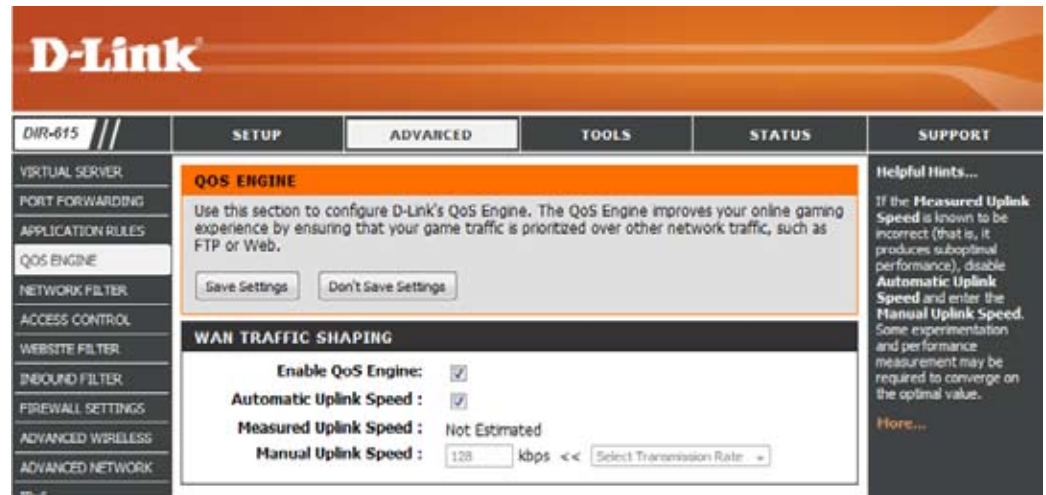 D-Link
DIR-615
SETUP
ADVANCED
TOOLS
STATUS
SUPPORT
VIRTUAL SERVER
PORT FORWARDING
APPLICATION RULES
QOS ENGINE
NETWORK FILTER
ACCESS CONTROL
WEBSITE FILTER
INBOUND FILTER
FIREWALL SETTINGS
ADVANCED WIRELESS
ADVANCED NETWORK
QOS ENGINE
Use this section to configure D-Link's QoS Engine. The QoS Engine improves your online gaming
experience by ensuring that your game traffic is prioritized over other network traffic, such as
FTP or Web.
Save Settings
Don't Save Settings
WAN TRAFFIC SHAPING
Enable QoS Engine:
Automatic Uplink Speed :
Measured Uplink Speed : Not Estimated
Manual Uplink Speed : 128 kbps << Select Transmission Rate
Helpful Hints...
If the Measured Uplink
Speed is known to be
incorrect (that is, it
produces suboptimal
performance), disable
Automatic Uplink
Speed and enter the
Manual Uplink Speed.
Some experimentation
and performance
measurement may be
required to converge on
the optimal value.
More...